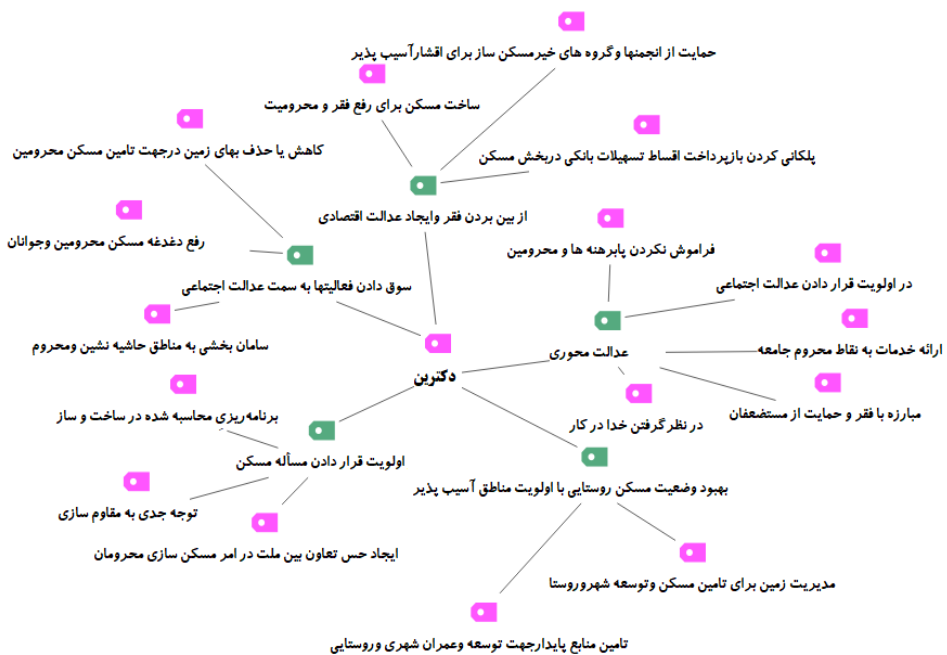 حمایت از انجمنها وگروه های خیرمسکن ساز برای اقشارآسیب پذیر
ساخت مسکن برای رفع فقر و محرومیت
کاهش یا حذف بهای زمین درجهت تامین مسکن محرومین
پلکانی کردن بازپرداخت اقساط تسهیلات بانکی دربخش مسکن
از بین بردن فقر وایجاد عدالت اقتصادی
رفع دغدغه مسکن محرومین وجوانان
فراموش نکردن پابرهنه ها و محرومین
سوق دادن فعالیتها به سمت عدالت اجتماعی
در اولویت قرار دادن عدالت اجتماعی
سامان بخشی به مناطق حاشیه نشین ومحروم
عدالت محوری
ارائه خدمات به نقاط محروم جامعه
دکترین
برنامه‌ریزی محاسبه شده در ساخت و ساز
در نظر گرفتن خدا در کار
مبارزه با فقر و حمایت از مستضعفان
اولویت قرار دادن مسأله مسکن
بهبود وضعیت مسکن روستایی با اولویت مناطق آسیب پذیر
توجه جدی به مقاوم سازی
ایجاد حس تعاون بین ملت در امر مسکن سازی محرومان
مدیریت زمین برای تامین مسکن وتوسعه شهروروستا
تامین منابع پایدارجهت توسعه وعمران شهری وروستایی